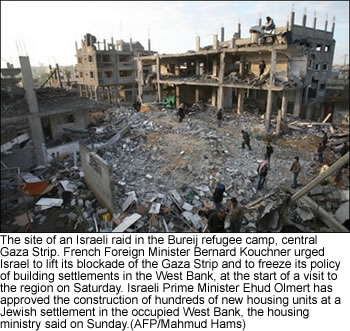 The site of an Israeli raid in the Bureij refugee camp, central
Gaza Strip. French Foreign Minister Bernard Kouchner urged
Israel to lift its blockade of the Gaza Strip and to freeze its policy
of building settlements in the West Bank, at the start of a visit to
the region on Saturday. Israeli Prime Minister Ehud Olmert has
approved the construction of hundreds of new housing units at a
Jewish settlement in the occupied West Bank, the housing
ministry said on Sunday.(AFP/Mahmud Hams)